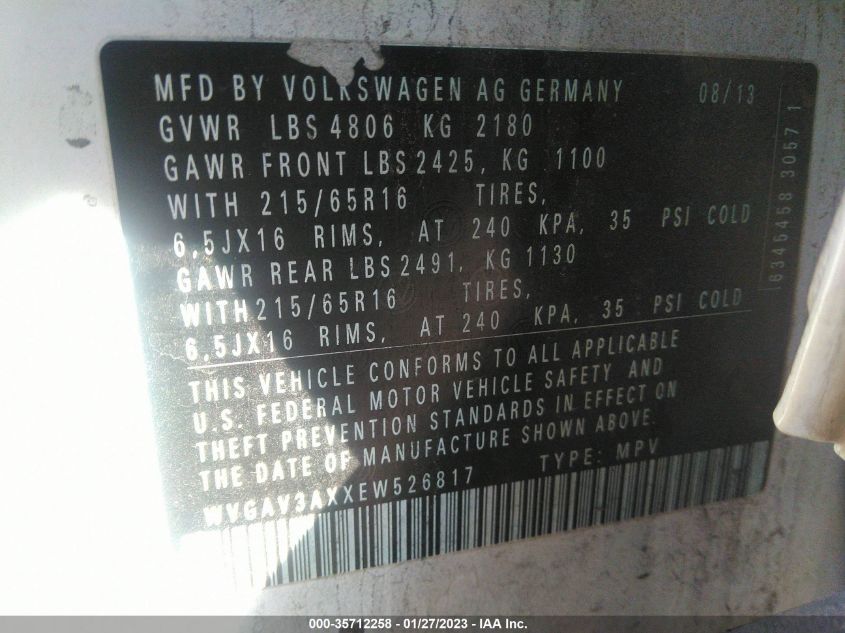 MFD BY VOLKSWAGEN AG GERMANY 08/13
GVWR LBS 4806 KG 2180
GAWR FRONT LBS 2425, KG 1100
WITH 215/65R16 TIRES,
6,5JX16 RIMS, AT 240 KPA, 35 PSI COLD
GAWR REAR LBS 2491, KG 1130
WITH 215/65R16 TIRES,
6,5JX16 RIMS, AT 240 KPA, 35 PSI COLD
THIS VEHICLE CONFORMS TO ALL APPLICABLE
U.S. FEDERAL MOTOR VEHICLE SAFETY AND
THEFT PREVENTION STANDARDS IN EFFECT ON
THE DATE OF MANUFACTURE SHOWN ABOVE.
WVGAV3AXXEW526817 TYPE: MPV
6346458 3057 1
000-35712258 - 01/27/2023 - IAA Inc.